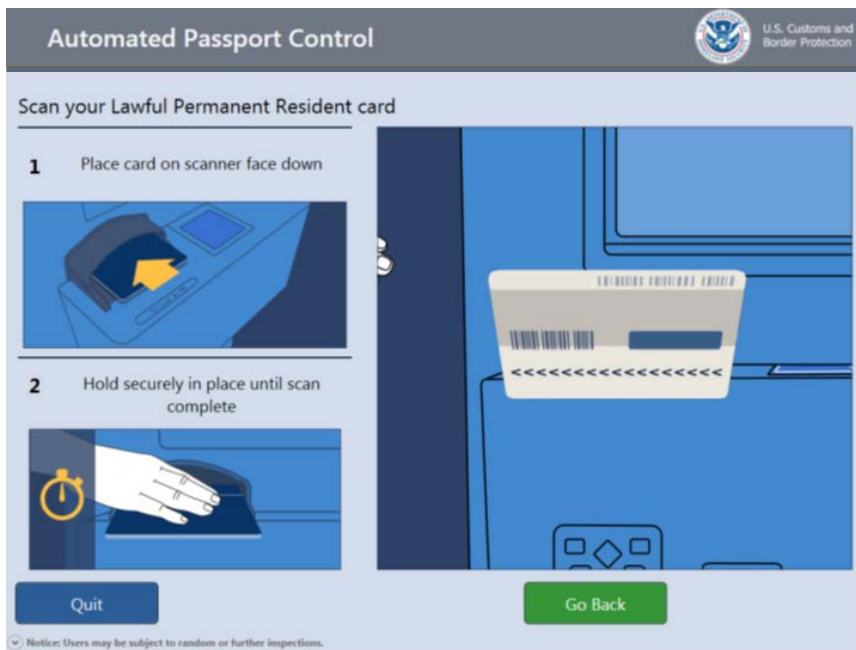 Automated Passport Control
U.S. Customs and
Border Protection
Scan your Lawful Permanent Resident card
1 Place card on scanner face down
2 Hold securely in place until scan
complete
<<<<<<<<<<<<<<<<<
Quit
Go Back
Notice: Users may be subject to random or further inspections.